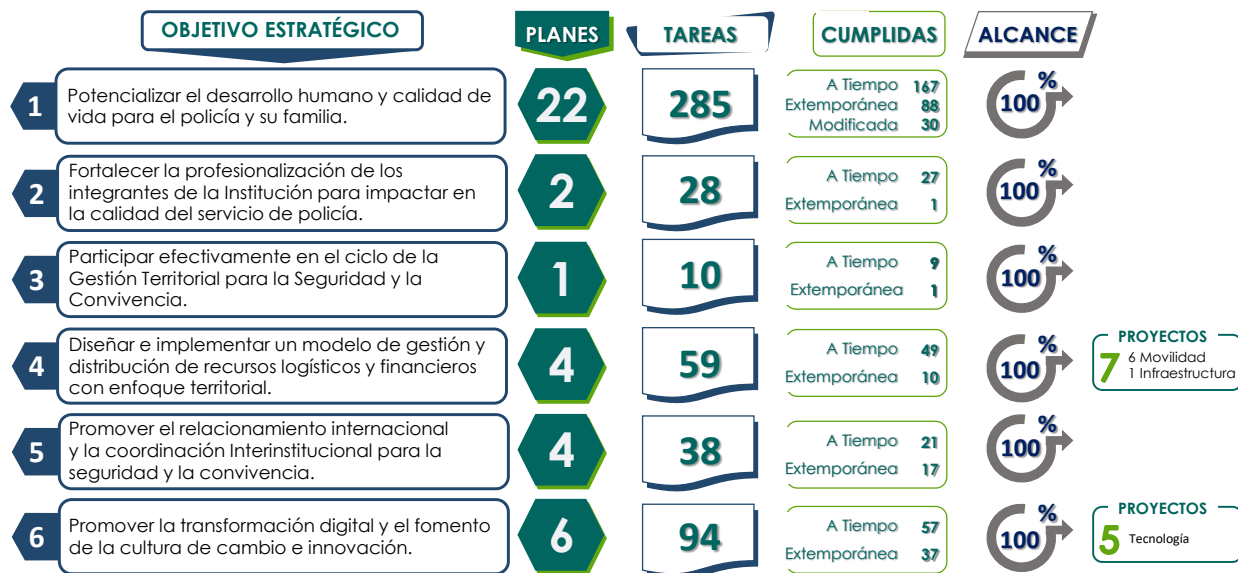 OBJETIVO ESTRATÉGICO
PLANES
TAREAS
CUMPLIDAS
ALCANCE
1
Potencializar el desarrollo humano y calidad de
vida para el policía y su familia.
22
285
A Tiempo 167
Extemporánea 88
Modificada 30
100 %
2
Fortalecer la profesionalización de los
integrantes de la Institución para impactar en
la calidad del servicio de policía.
2
28
A Tiempo 27
Extemporánea 1
100 %
3
Participar efectivamente en el ciclo de la
Gestión Territorial para la Seguridad y la
Convivencia.
1
10
A Tiempo 9
Extemporánea 1
100 %
4
Diseñar e implementar un modelo de gestión y
distribución de recursos logísticos y financieros
con enfoque territorial.
4
59
A Tiempo 49
Extemporánea 10
100 %
PROYECTOS
7
6 Movilidad
1 Infraestructura
5
Promover el relacionamiento internacional
y la coordinación Interinstitucional para la
seguridad y la convivencia.
4
38
A Tiempo 21
Extemporánea 17
100 %
6
Promover la transformación digital y el fomento
de la cultura de cambio e innovación.
6
94
A Tiempo 57
Extemporánea 37
100 %
PROYECTOS
5 Tecnología